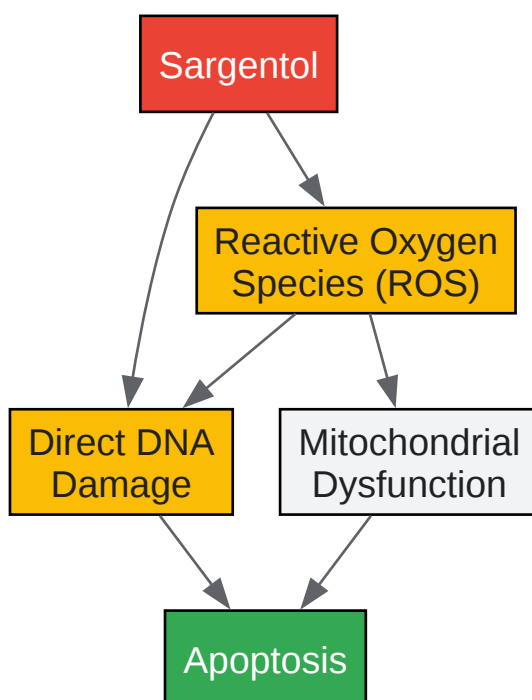 Sargentol
Reactive Oxygen
Species (ROS)
Direct DNA
Damage
Mitochondrial
Dysfunction
Apoptosis